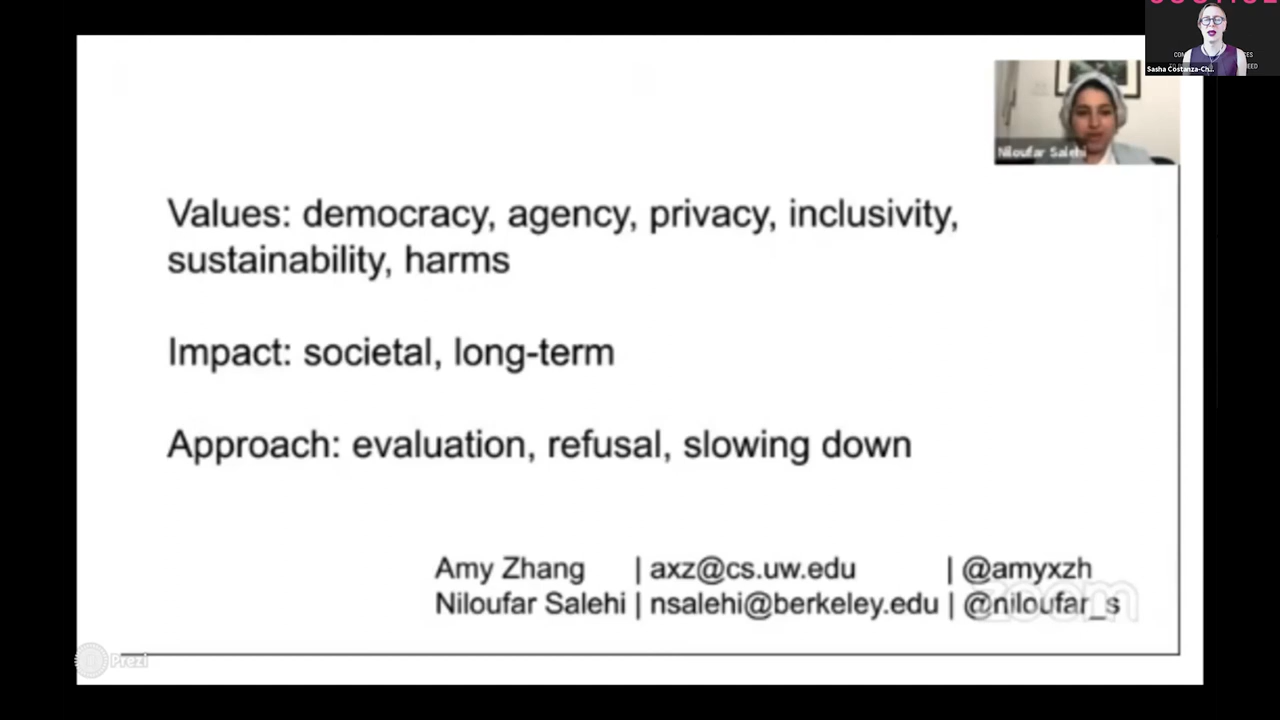 Sasha Costanza-Ch...
Niloufar Salehi
Values: democracy, agency, privacy, inclusivity,
sustainability, harms
Impact: societal, long-term
Approach: evaluation, refusal, slowing down
Amy Zhang | axz@cs.uw.edu | @amyxzh
Niloufar Salehi | nsalehi@berkeley.edu | @niloufar_s
zoom
Prezi